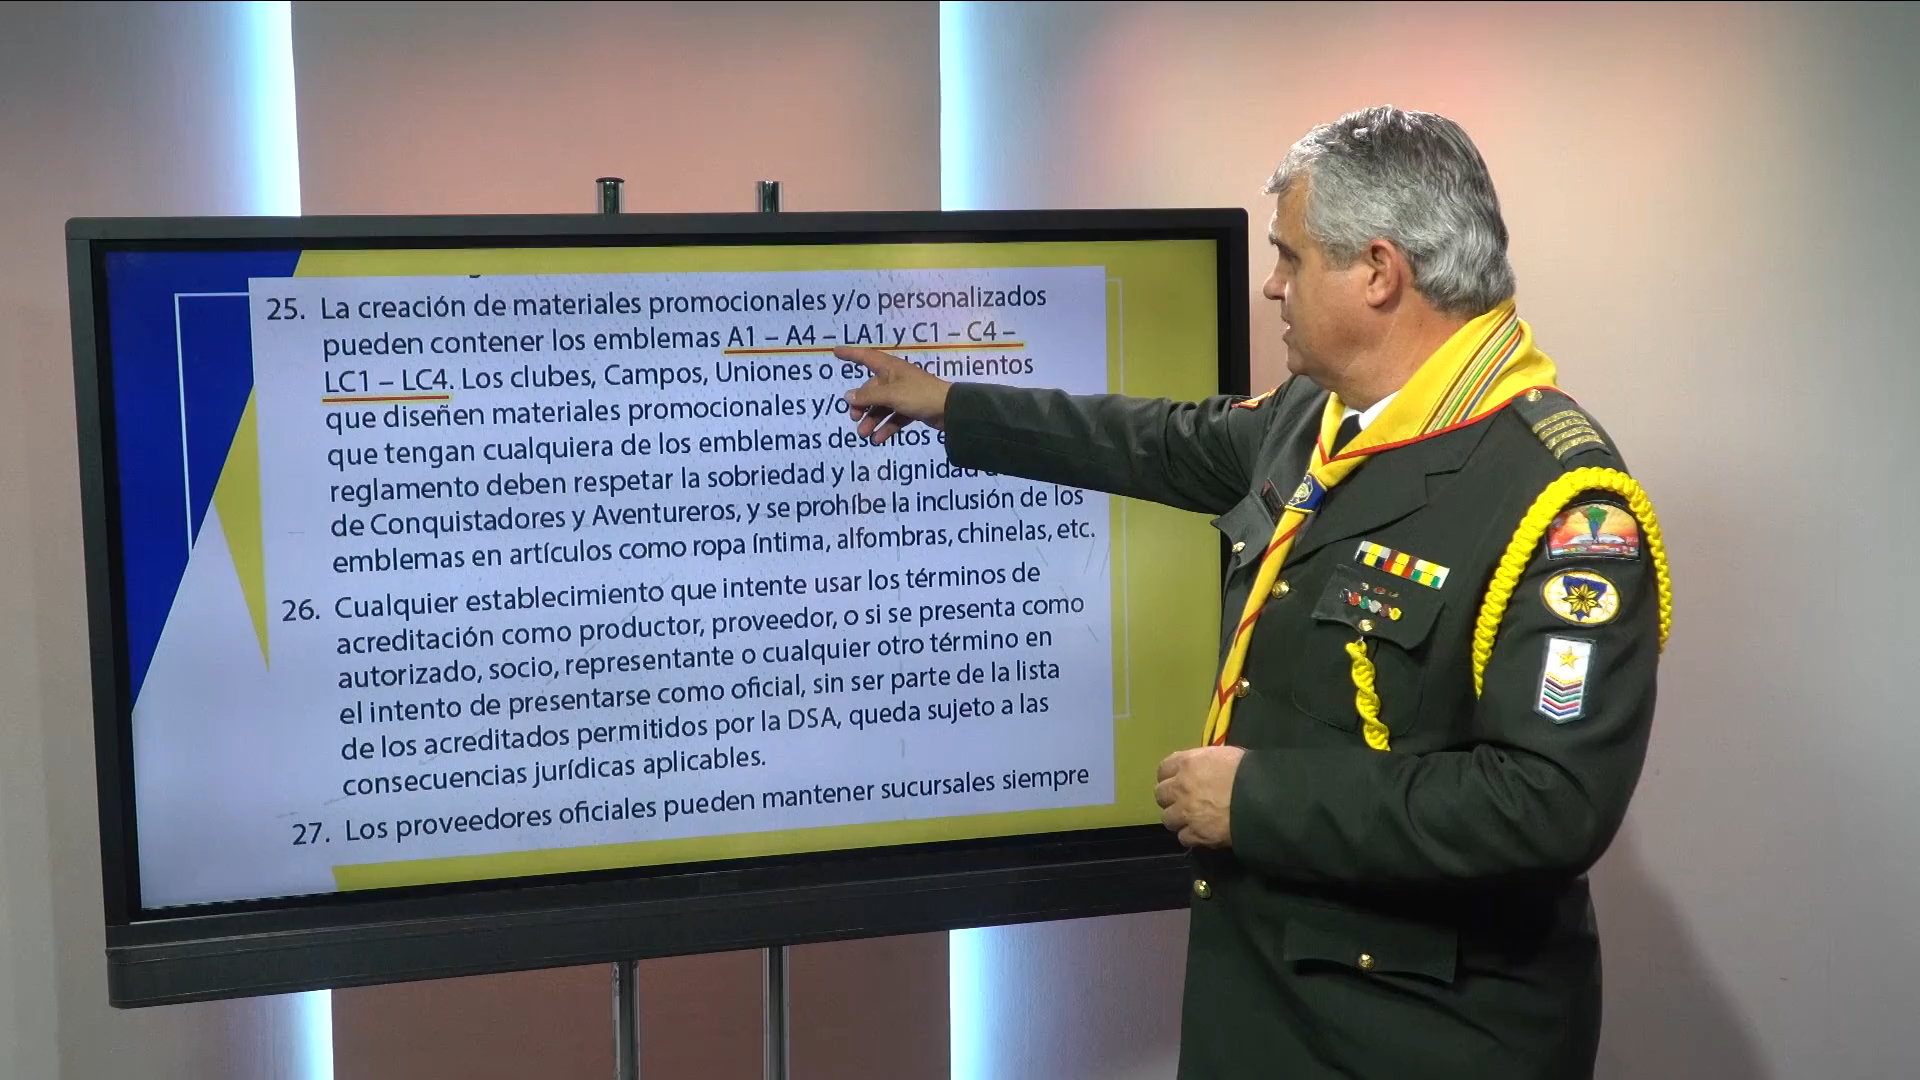 25. La creación de materiales promocionales y/o personalizados
pueden contener los emblemas A1 – A4 – LA1 y C1 – C4 –
LC1 – LC4. Los clubes, Campos, Uniones o
que diseñen materiales promocionales y/o
que tengan cualquiera de los emblemas descritos
reglamento deben respetar la sobriedad y la dignidad
de Conquistadores y Aventureros, y se prohíbe la inclusión de los
emblemas en artículos como ropa íntima, alfombras, chinelas, etc.
26. Cualquier establecimiento que intente usar los términos de
acreditación como productor, proveedor, o si se presenta como
autorizado, socio, representante o cualquier otro término en
el intento de presentarse como oficial, sin ser parte de la lista
de los acreditados permitidos por la DSA, queda sujeto a las
consecuencias jurídicas aplicables.
27. Los proveedores oficiales pueden mantener sucursales siempre